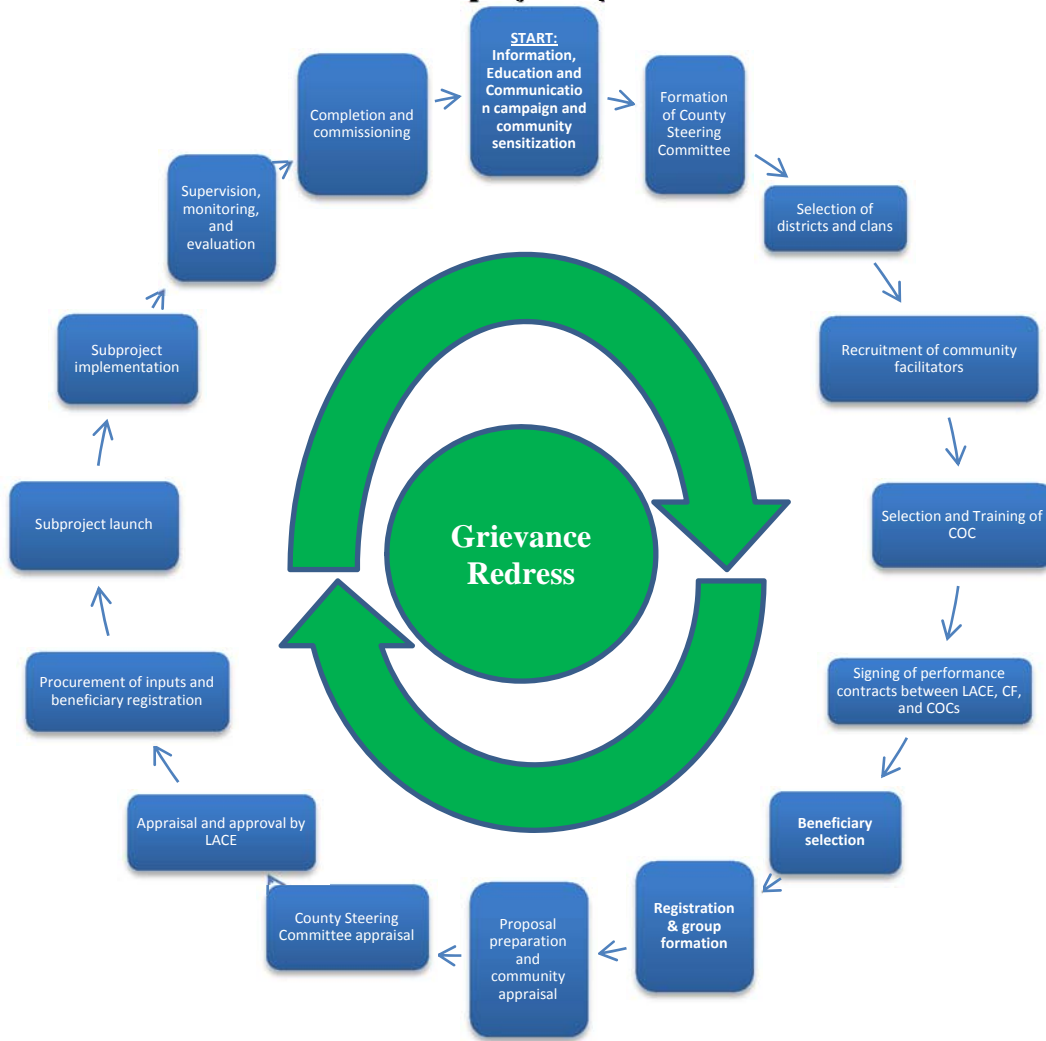 START:
Information,
Education and
Communicatio
n campaign and
community
sensitization
Formation
of County
Steering
Committee
Selection of
districts and clans
Recruitment of community
facilitators
Selection and Training of
COC
Signing of performance
contracts between LACE, CF,
and COCs
Beneficiary
selection
Registration
& group
formation
Proposal
preparation
and
community
appraisal
County Steering
Committee appraisal
Appraisal and approval by
LACE
Procurement of inputs and
beneficiary registration
Subproject launch
Subproject
implementation
Supervision,
monitoring,
and
evaluation
Completion and
commissioning
Grievance
Redress